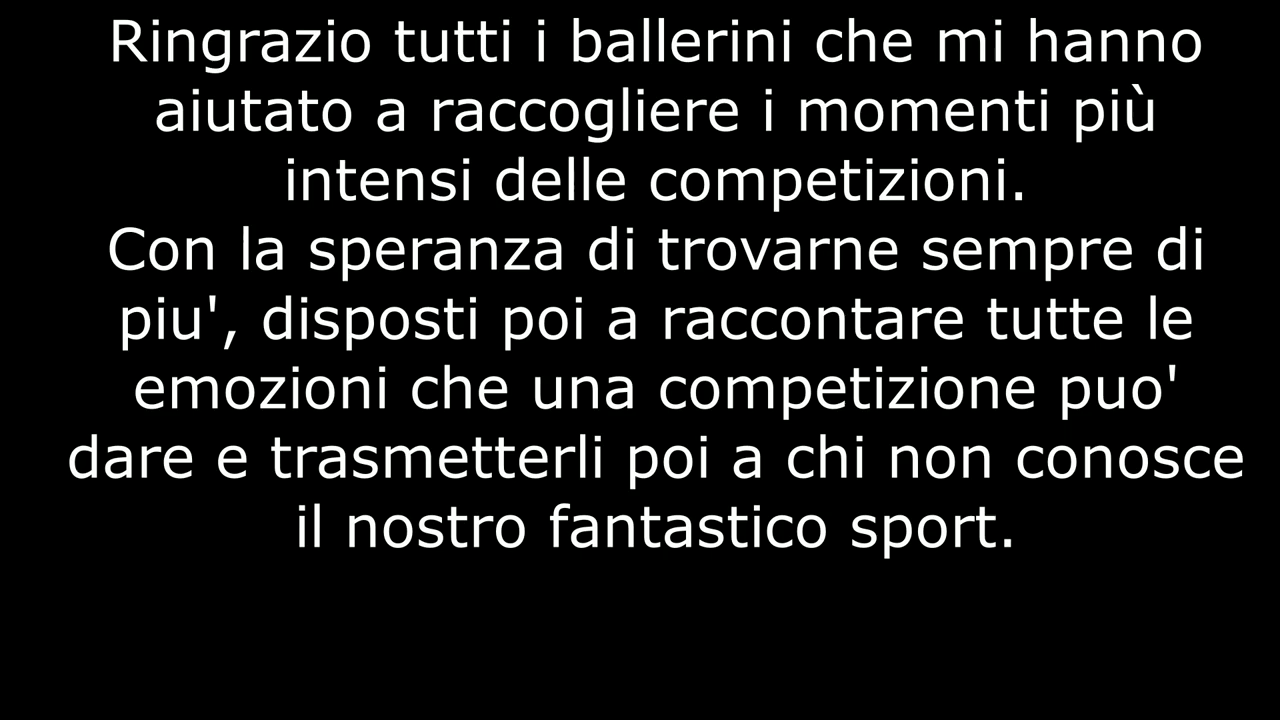 Ringrazio tutti i ballerini che mi hanno
aiutato a raccogliere i momenti più
intensi delle competizioni.
Con la speranza di trovarne sempre di
piu', disposti poi a raccontare tutte le
emozioni che una competizione puo'
dare e trasmetterli poi a chi non conosce
il nostro fantastico sport.